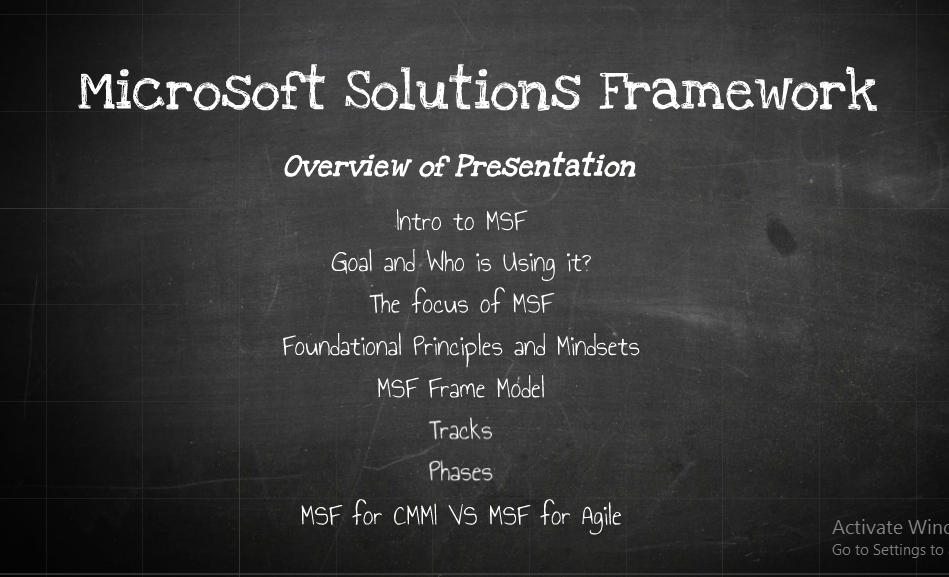 Microsoft Solutions Framework
Overview of Presentation
Intro to MSF
Goal and Who is Using it?
The focus of MSF
Foundational Principles and Mindsets
MSF Frame Model
Tracks
Phases
MSF for CMMI VS MSF for Agile
Activate Winc
Go to Settings to